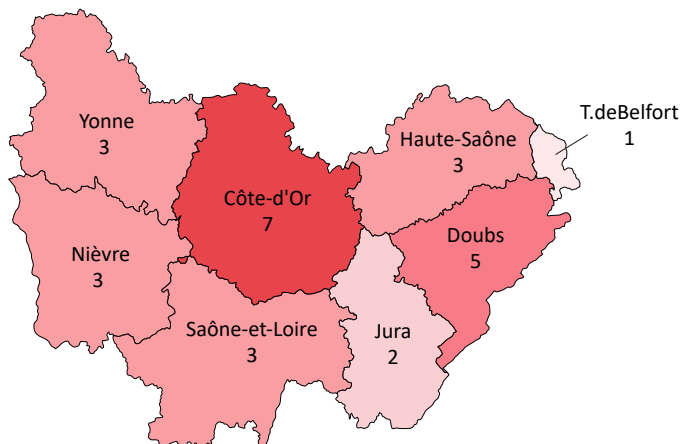 Yonne
3
Côte-d'Or
7
Haute-Saône
3
T.deBelfort
1
Nièvre
3
Doubs
5
Saône-et-Loire
3
Jura
2